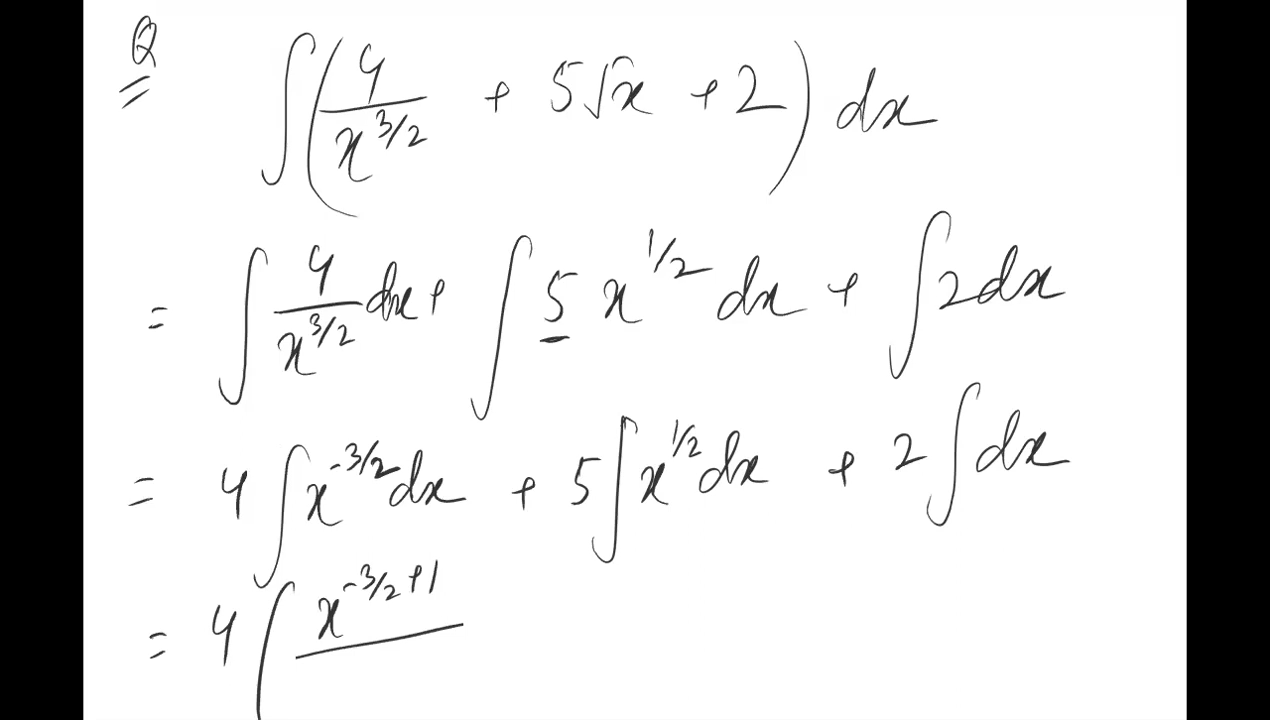 Q
∫(4/x^3/2 + 5√x + 2) dx
= ∫ 4/x^3/2 dx + ∫ 5 x^1/2 dx + ∫ 2 dx
= 4 ∫ x^-3/2 dx + 5 ∫ x^1/2 dx + 2 ∫ dx
= 4 ( x^-3/2 + 1